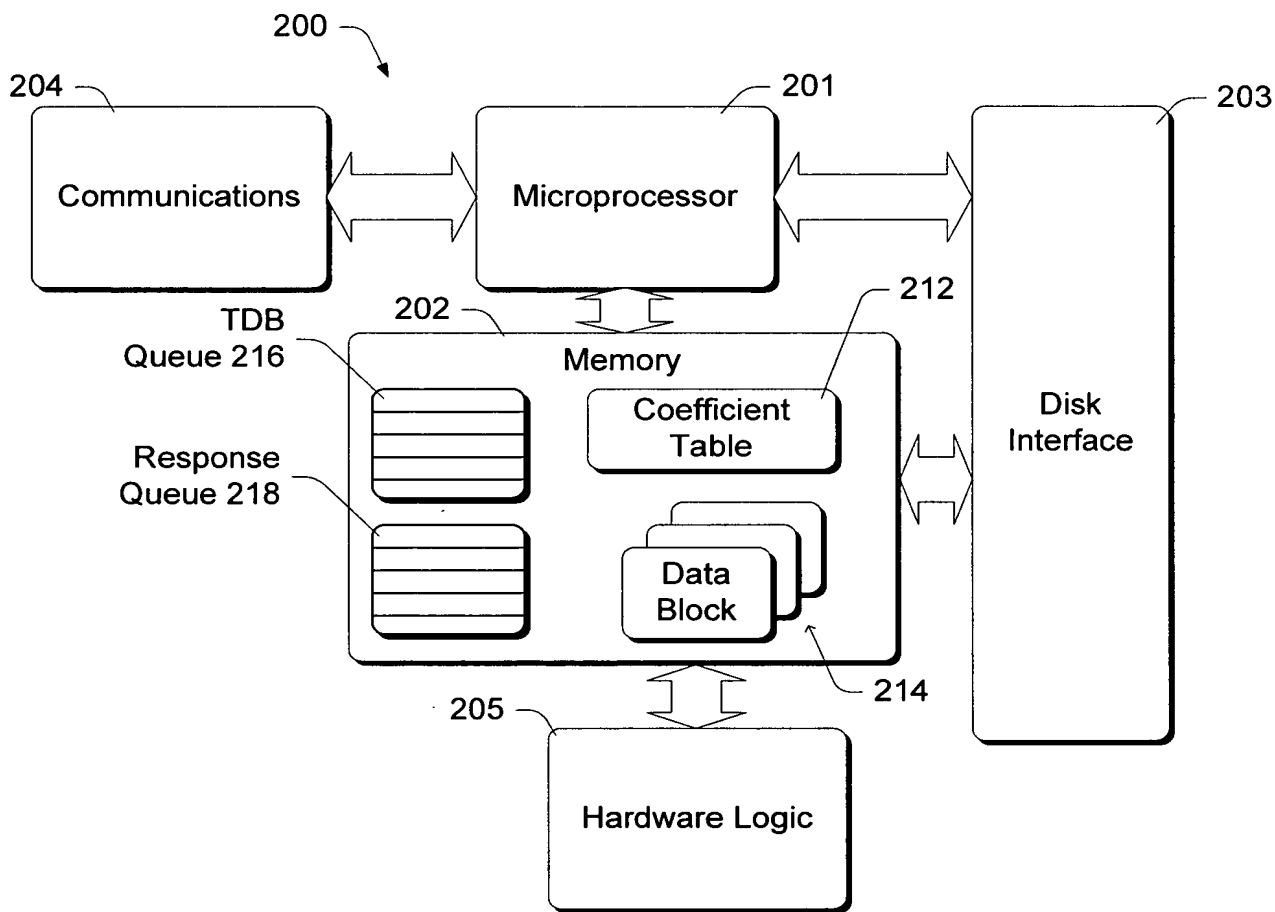 200
204
201
203
Communications
Microprocessor
212
202
TDB
Queue 216
Memory
Coefficient
Table
Disk
Interface
Response
Queue 218
Data
Block
214
205
Hardware Logic